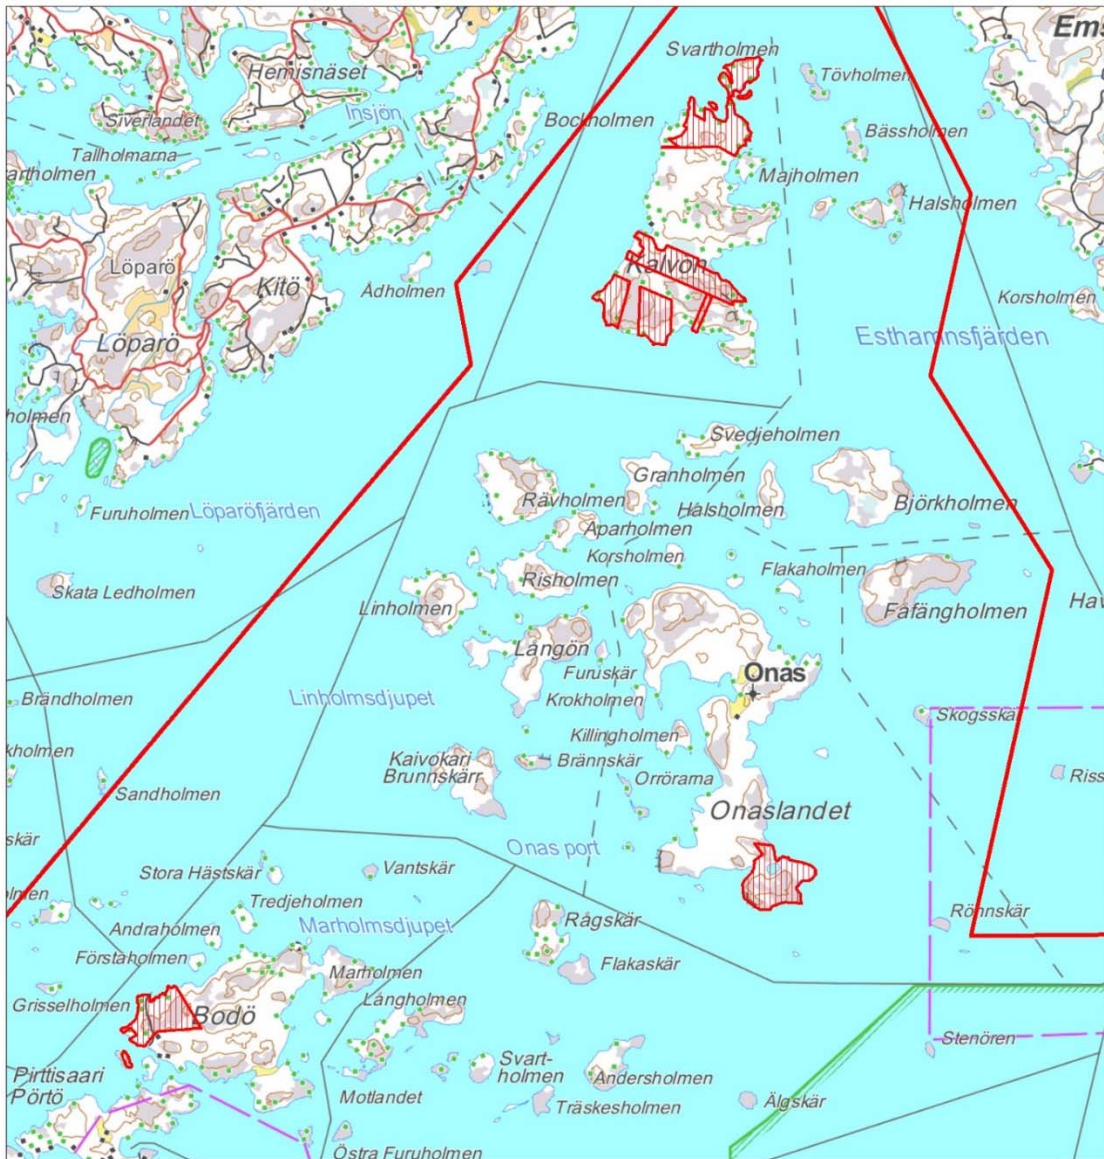 Ems
Svartholmen
Hemisnäset
Tövholmen
Siverlandet
Insjön
Bockholmen
Bässholmen
Tallholmarna
artholmen
Majholmen
Halsholmen
Löparö
Kitö
Ådholmen
Kalvön
Korsholmen
Löparö
Esthamnsfjärden
holmen
Svedjeholmen
Granholmen
Rävholmen
Halsholmen
Björkholmen
Furuholmen
Löparöfjärden
Aparholmen
Korsholmen
Flakaholmen
Skata Ledholmen
Risholmen
Linholmen
Fafängholmen
Hav
Långön
Furuskär
Onas
Brändholmen
Linholmsdjupet
Krokholmen
Skogsskär
Killingholmen
kholmen
Kaivokari
Brunnskärr
Brännskär
Orrörarna
Riss
Sandholmen
Onaslandet
skär
Onas port
Stora Hästskär
Vantskär
olmen
Tredjeholmen
Andraholmen
Marholmsdjupet
Rågskär
Rönnskär
Förstaholmen
Marholmen
Flakaskär
Grisselholmen
Bodö
Långholmen
Stenören
Pirttisaari
Pörtö
Svart-
holmen
Andersholmen
Motlandet
Träskesholmen
Älgskär
Östra Furuholmen